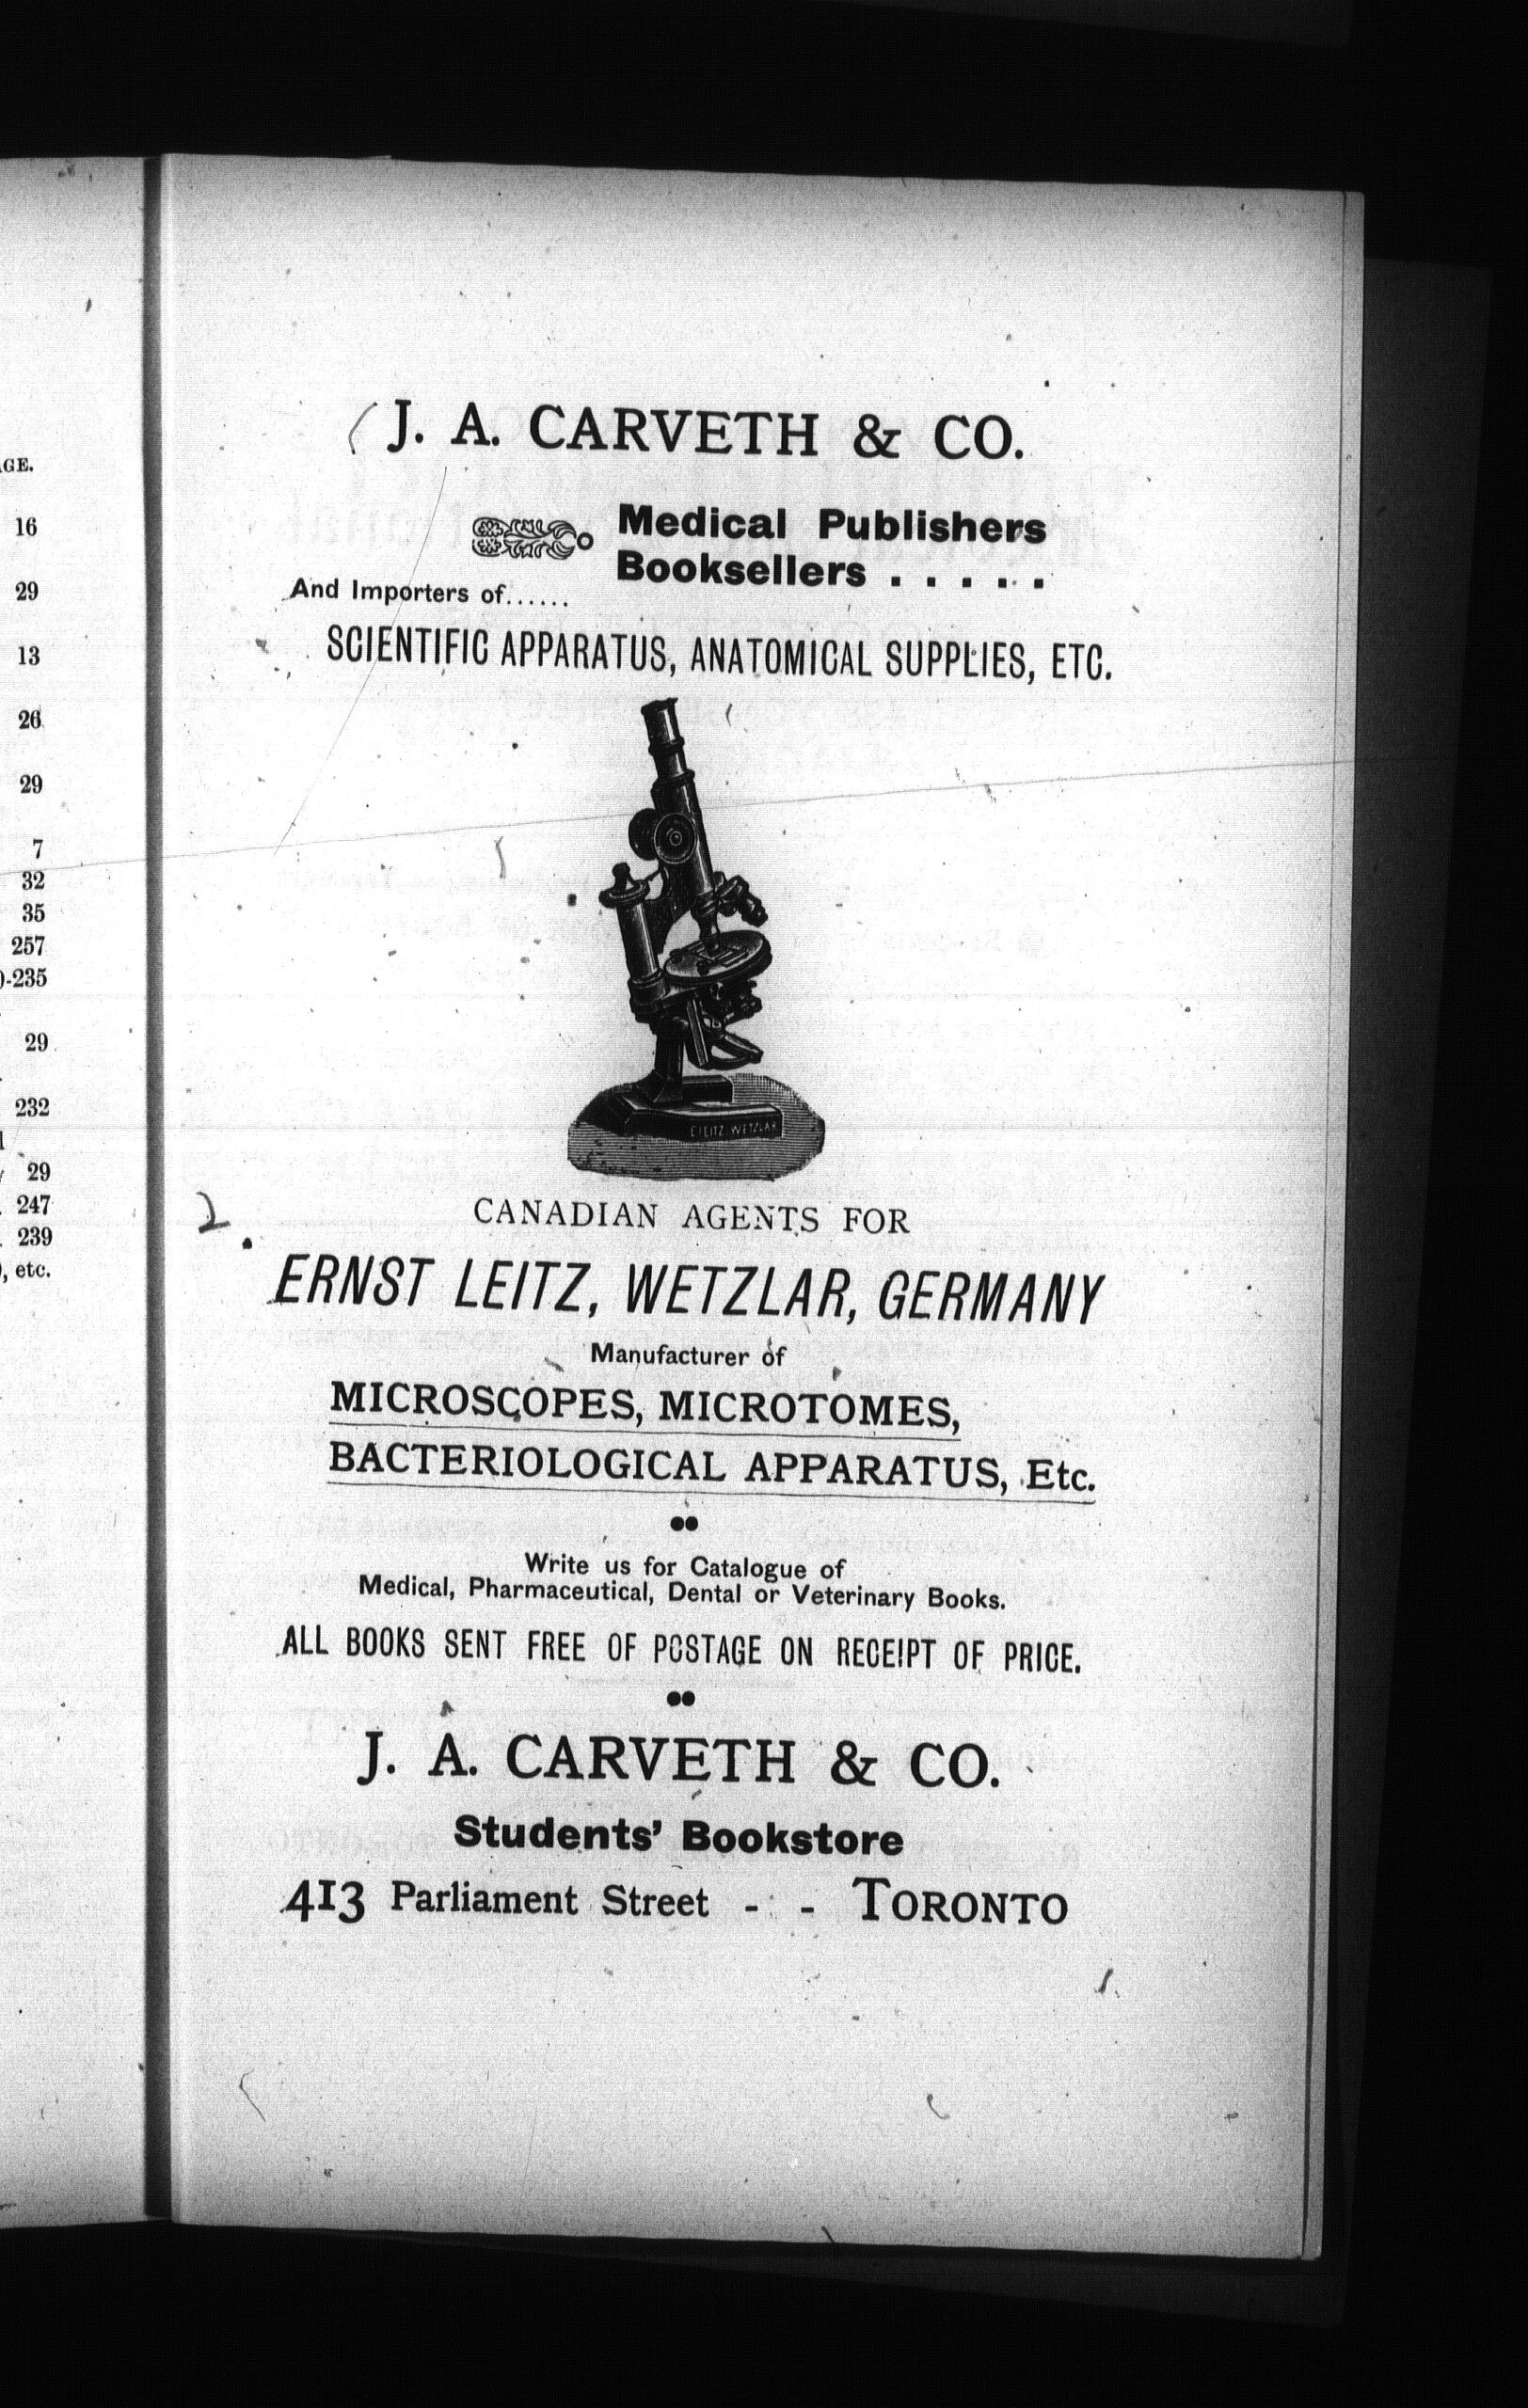 AGE.
16
29
13
26
29
7
32
35
257
)-235
29
232
29
247
239
, etc.
J. A. CARVETH & CO.
Medical Publishers
Booksellers . . . . .
And Importers of......
SCIENTIFIC APPARATUS, ANATOMICAL SUPPLIES, ETC.
E LEITZ WETZLAR
2
CANADIAN AGENTS FOR
ERNST LEITZ, WETZLAR, GERMANY
Manufacturer of
MICROSCOPES, MICROTOMES,
BACTERIOLOGICAL APPARATUS, Etc.
Write us for Catalogue of
Medical, Pharmaceutical, Dental or Veterinary Books.
ALL BOOKS SENT FREE OF POSTAGE ON RECEIPT OF PRICE.
J. A. CARVETH & CO.
Students' Bookstore
413 Parliament Street - - TORONTO